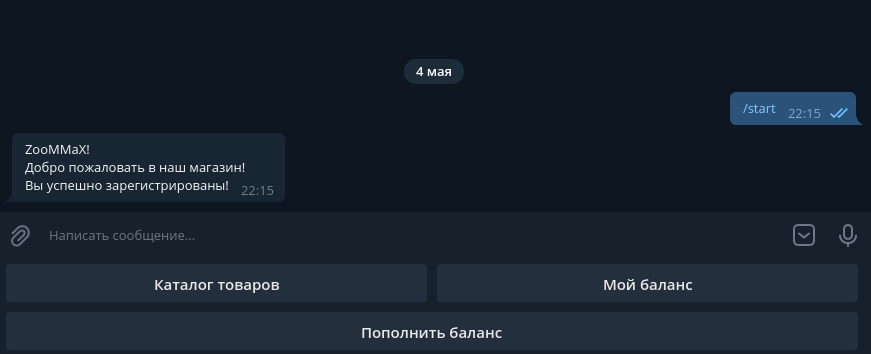 4 мая
/start 22:15
ZooMMaX!
Добро пожаловать в наш магазин!
Вы успешно зарегистрированы! 22:15
Написать сообщение...
Каталог товаров
Мой баланс
Пополнить баланс